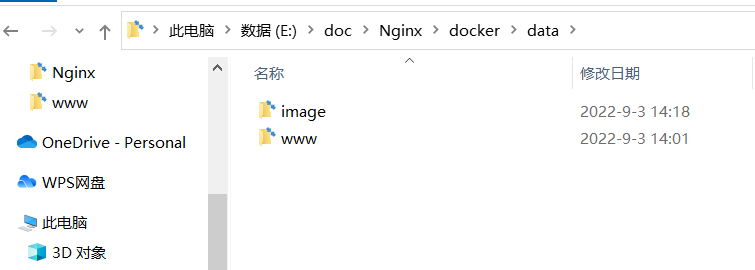 此电脑 > 数据 (E:) > doc > Nginx > docker > data >
名称 修改日期
Nginx
www
OneDrive - Personal
WPS网盘
此电脑
3D 对象
image 2022-9-3 14:18
www 2022-9-3 14:01